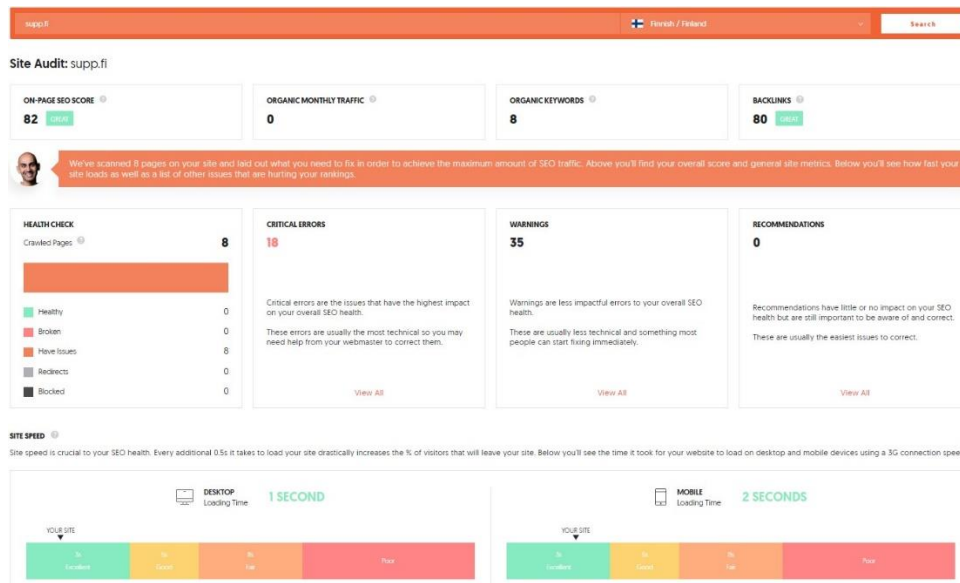 supp.fi
Finnish / Finland
Search
Site Audit: supp.fi
ON-PAGE SEO SCORE
82 GREAT
ORGANIC MONTHLY TRAFFIC
0
ORGANIC KEYWORDS
8
BACKLINKS
80 GREAT
We've scanned 8 pages on your site and laid out what you need to fix in order to achieve the maximum amount of SEO traffic. Above you'll find your overall score and general site metrics. Below you'll see how fast your
site loads as well as a list of other issues that are hurting your rankings.
HEALTH CHECK
Crawled Pages 8
Healthy 0
Broken 0
Have Issues 8
Redirects 0
Blocked 0
CRITICAL ERRORS
18
Critical errors are the issues that have the highest impact
on your overall SEO health.
These errors are usually the most technical so you may
need help from your webmaster to correct them.
View All
WARNINGS
35
Warnings are less impactful errors to your overall SEO
health.
These are usually less technical and something most
people can start fixing immediately.
View All
RECOMMENDATIONS
0
Recommendations have little or no impact on your SEO
health but are still important to be aware of and correct.
These are usually the easiest issues to correct.
View All
SITE SPEED
Site speed is crucial to your SEO health. Every additional 0.5s it takes to load your site drastically increases the % of visitors that will leave your site. Below you'll see the time it took for your website to load on desktop and mobile devices using a 3G connection spee
DESKTOP
Loading Time
1 SECOND
YOUR SITE
Excellent
Good
Fair
Poor
MOBILE
Loading Time
2 SECONDS
YOUR SITE
Excellent
Good
Fair
Poor